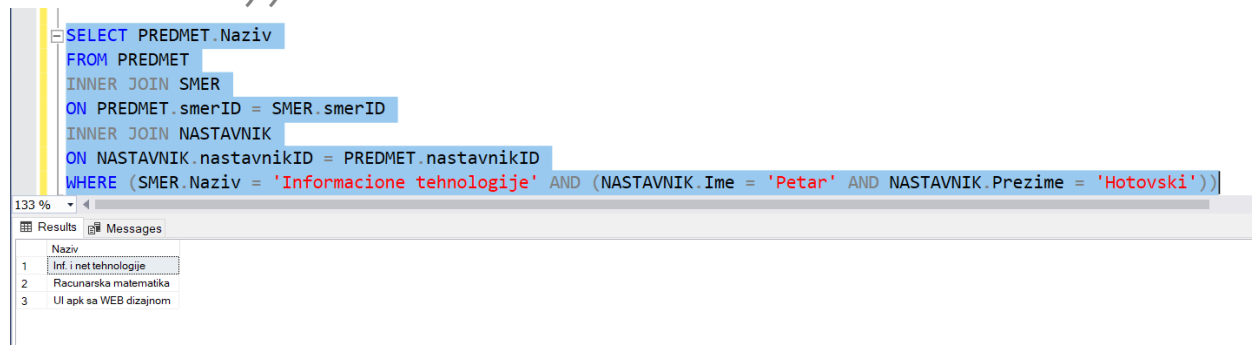 SELECT PREDMET.Naziv
FROM PREDMET
INNER JOIN SMER
ON PREDMET.smerID = SMER.smerID
INNER JOIN NASTAVNIK
ON NASTAVNIK.nastavnikID = PREDMET.nastavnikID
WHERE (SMER.Naziv = 'Informacione tehnologije' AND (NASTAVNIK.Ime = 'Petar' AND NASTAVNIK.Prezime = 'Hotovski'))
133 %
Results Messages
Naziv
1 Inf. i net tehnologije
2 Racunarska matematika
3 UI apk sa WEB dizajnom